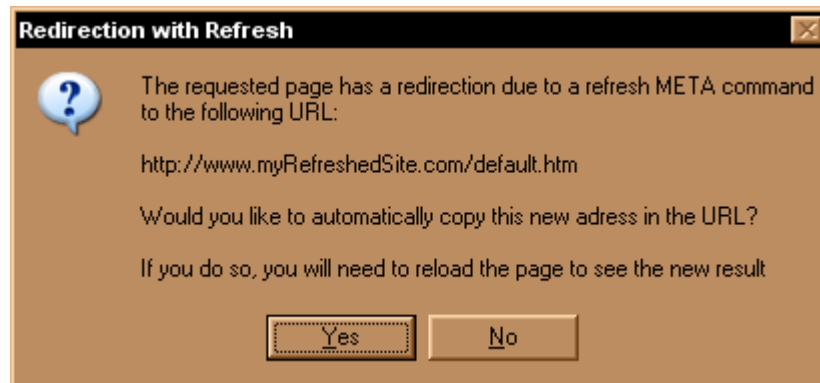 Redirection with Refresh
The requested page has a redirection due to a refresh META command
to the following URL:
http://www.myRefreshedSite.com/default.htm
Would you like to automatically copy this new adress in the URL?
If you do so, you will need to reload the page to see the new result
Yes No